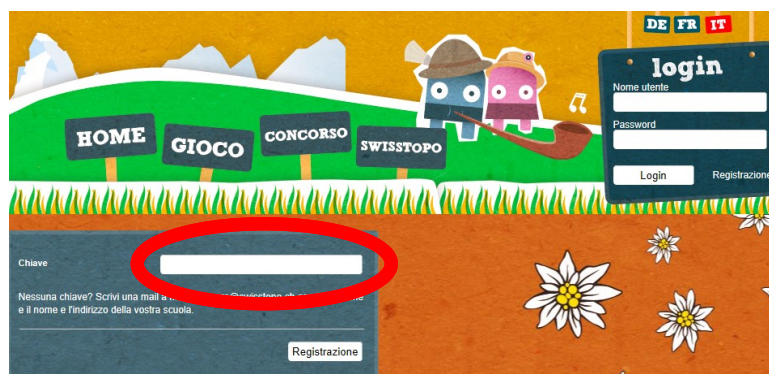 DE FR IT
login
Nome utente
Password
Login Registrazione
HOME GIOCO CONCORSO SWISSTOPO
Chiave
Nessuna chiave? Scrivi una mail a
e il nome e l'indirizzo della vostra scuola.
Registrazione